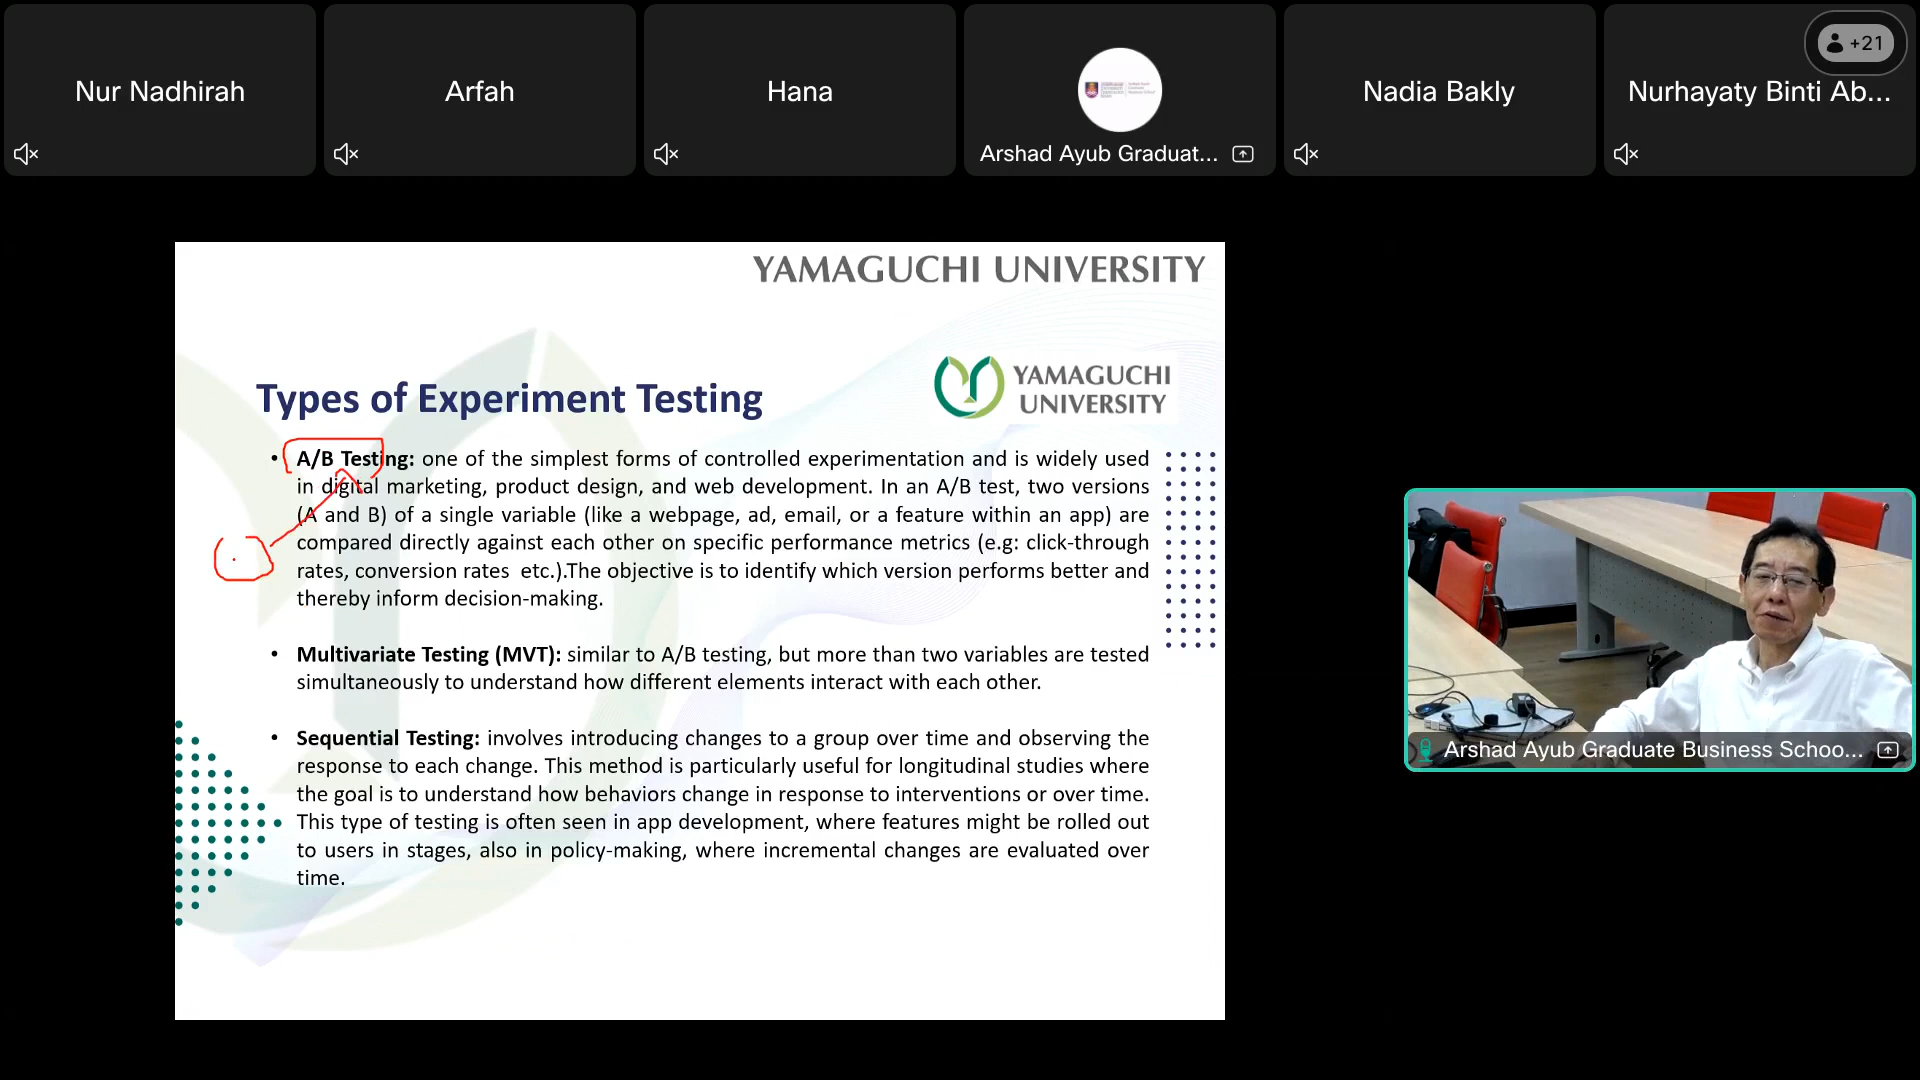 Nur Nadhirah
Arfah
Hana
Arshad Ayub Graduat...
Nadia Bakly
+21
Nurhayaty Binti Ab...
YAMAGUCHI UNIVERSITY
YAMAGUCHI
UNIVERSITY
Types of Experiment Testing
• A/B Testing: one of the simplest forms of controlled experimentation and is widely used
in digital marketing, product design, and web development. In an A/B test, two versions
(A and B) of a single variable (like a webpage, ad, email, or a feature within an app) are
compared directly against each other on specific performance metrics (e.g: click-through
rates, conversion rates etc.).The objective is to identify which version performs better and
thereby inform decision-making.
• Multivariate Testing (MVT): similar to A/B testing, but more than two variables are tested
simultaneously to understand how different elements interact with each other.
• Sequential Testing: involves introducing changes to a group over time and observing the
response to each change. This method is particularly useful for longitudinal studies where
the goal is to understand how behaviors change in response to interventions or over time.
This type of testing is often seen in app development, where features might be rolled out
to users in stages, also in policy-making, where incremental changes are evaluated over
time.
Arshad Ayub Graduate Business Schoo...